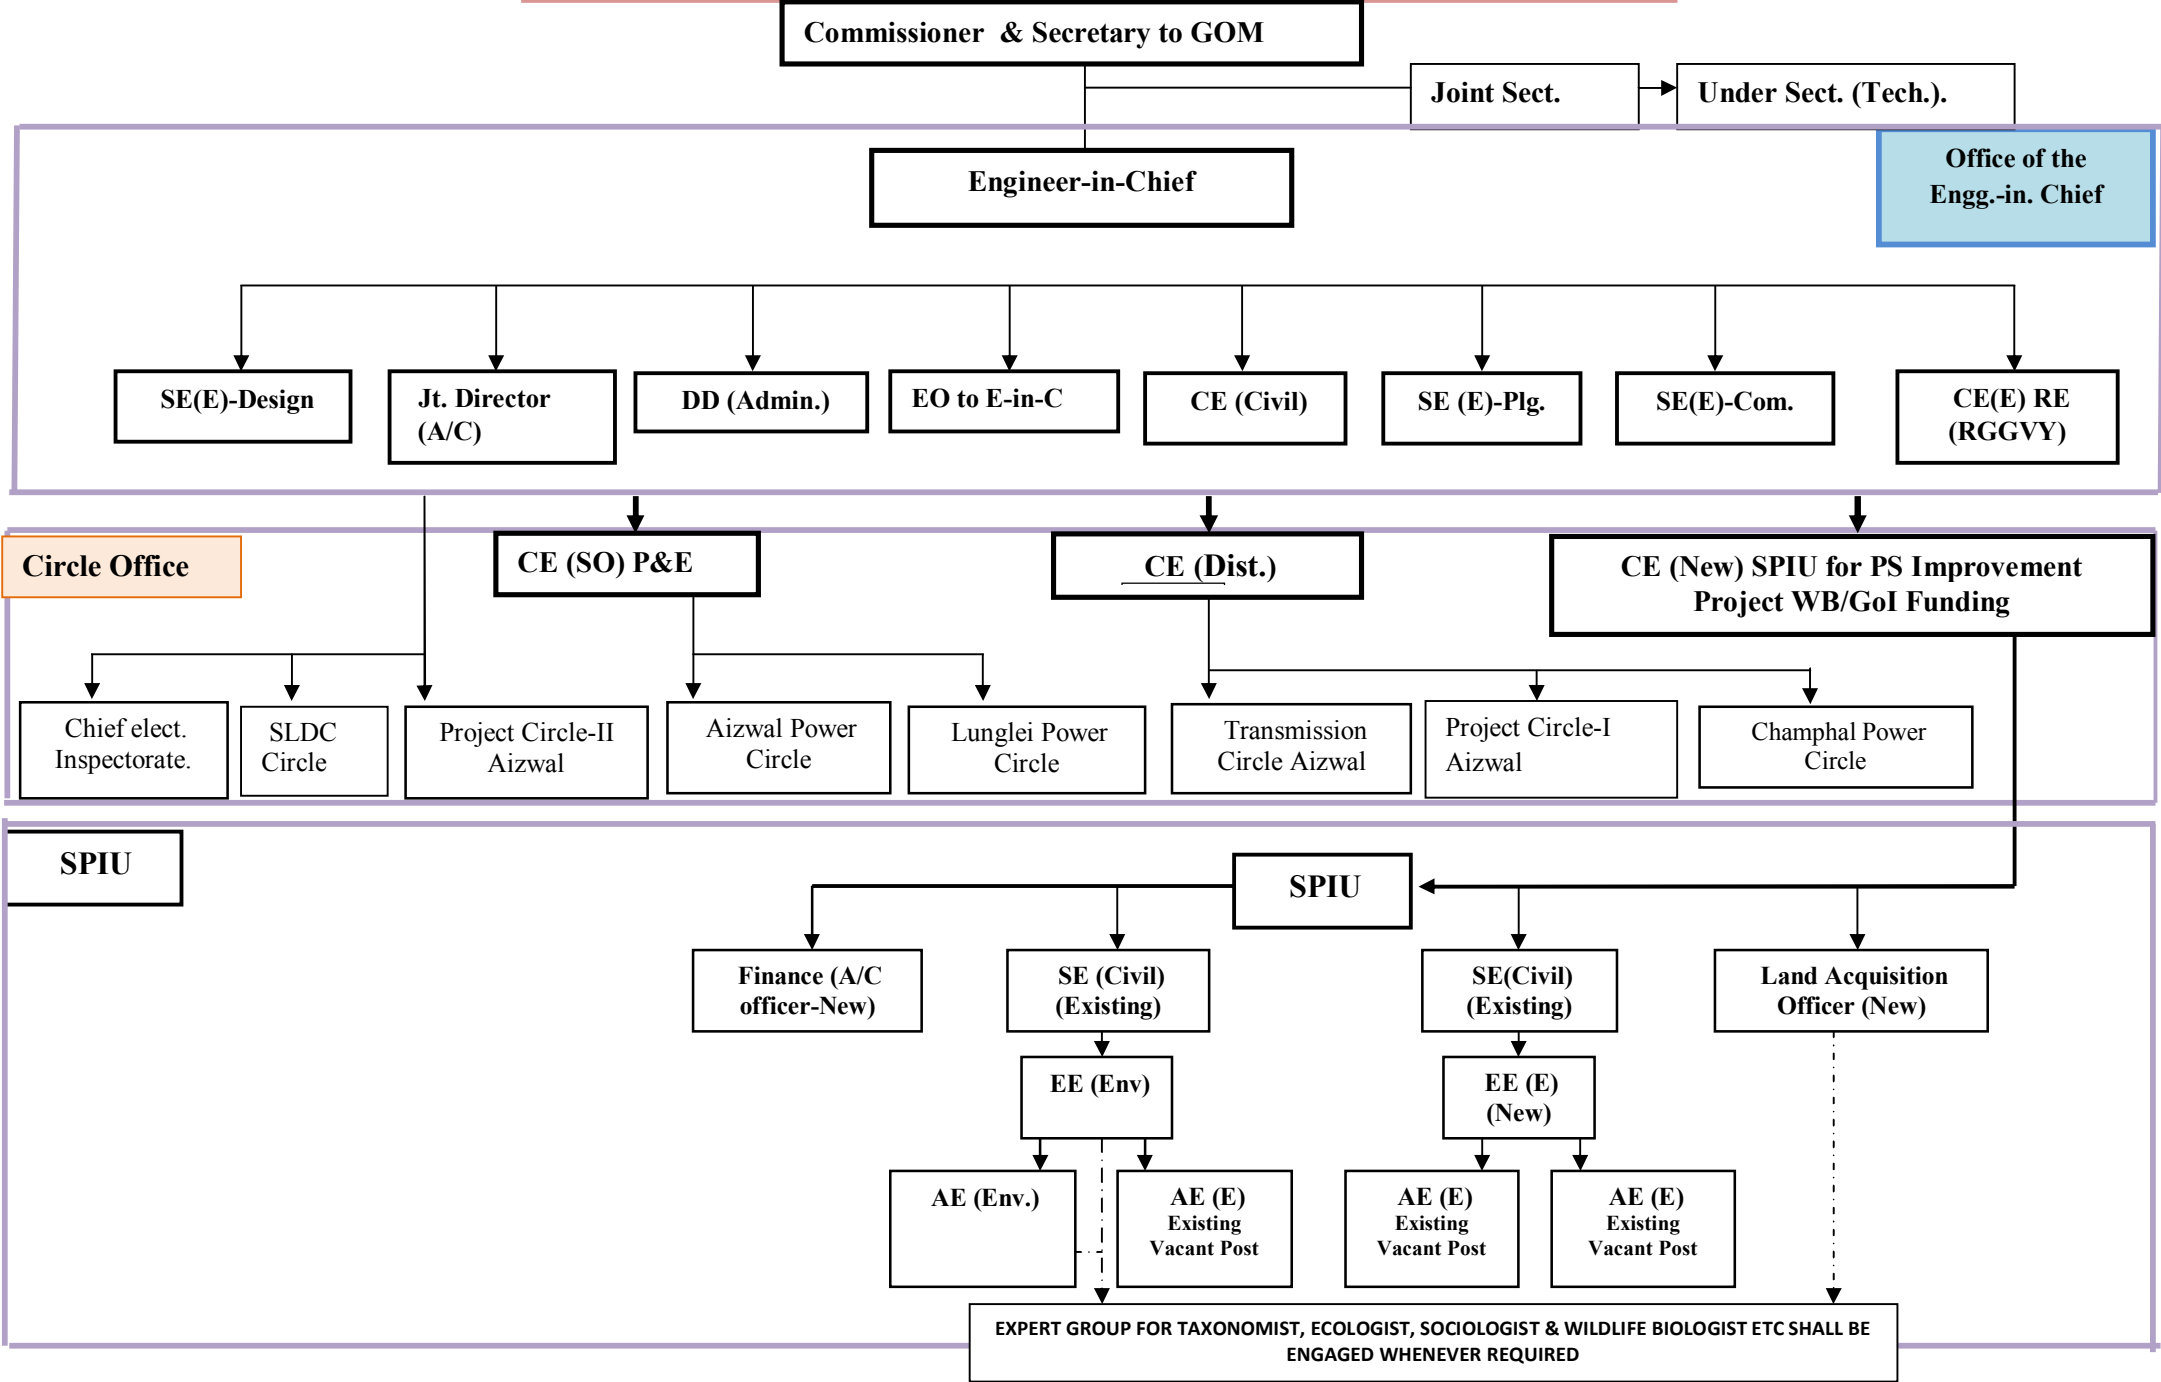 Commissioner & Secretary to GOM
Joint Sect.
Under Sect. (Tech.).
Engineer-in-Chief
Office of the
Engg.-in. Chief
SE(E)-Design
Jt. Director
(A/C)
DD (Admin.)
EO to E-in-C
CE (Civil)
SE (E)-Plg.
SE(E)-Com.
CE(E) RE
(RGGVY)
Circle Office
CE (SO) P&E
CE (Dist.)
CE (New) SPIU for PS Improvement
Project WB/GoI Funding
Chief elect.
Inspectorate.
SLDC
Circle
Project Circle-II
Aizwal
Aizwal Power
Circle
Lunglei Power
Circle
Transmission
Circle Aizwal
Project Circle-I
Aizwal
Champhal Power
Circle
SPIU
SPIU
Finance (A/C
officer-New)
SE (Civil)
(Existing)
SE(Civil)
(Existing)
Land Acquisition
Officer (New)
EE (Env)
EE (E)
(New)
AE (Env.)
AE (E)
Existing
Vacant Post
AE (E)
Existing
Vacant Post
AE (E)
Existing
Vacant Post
EXPERT GROUP FOR TAXONOMIST, ECOLOGIST, SOCIOLOGIST & WILDLIFE BIOLOGIST ETC SHALL BE
ENGAGED WHENEVER REQUIRED